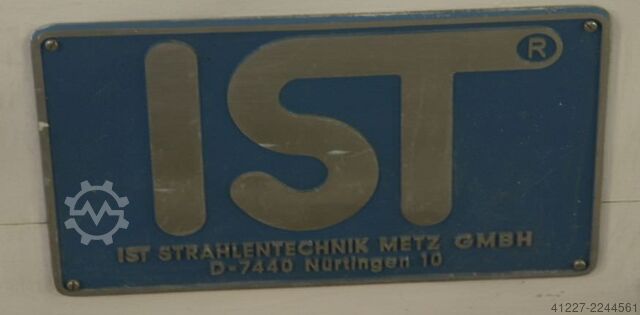 IST®
IST STRAHLENTECHNIK METZ GMBH
D-7440 Nürtingen 10
41227-2244561